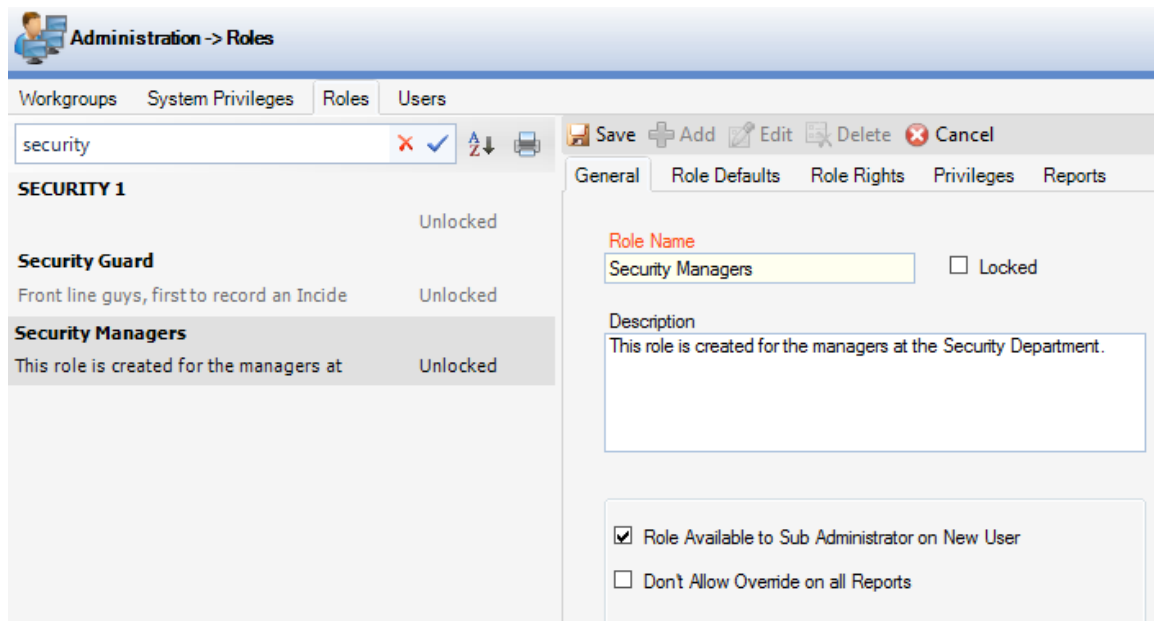 Administration -> Roles
Workgroups System Privileges Roles Users
security
SECURITY 1
Unlocked
Security Guard
Front line guys, first to record an Incide Unlocked
Security Managers
This role is created for the managers at Unlocked
Save Add Edit Delete Cancel
General Role Defaults Role Rights Privileges Reports
Role Name
Security Managers Locked
Description
This role is created for the managers at the Security Department.
Role Available to Sub Administrator on New User
Don't Allow Override on all Reports